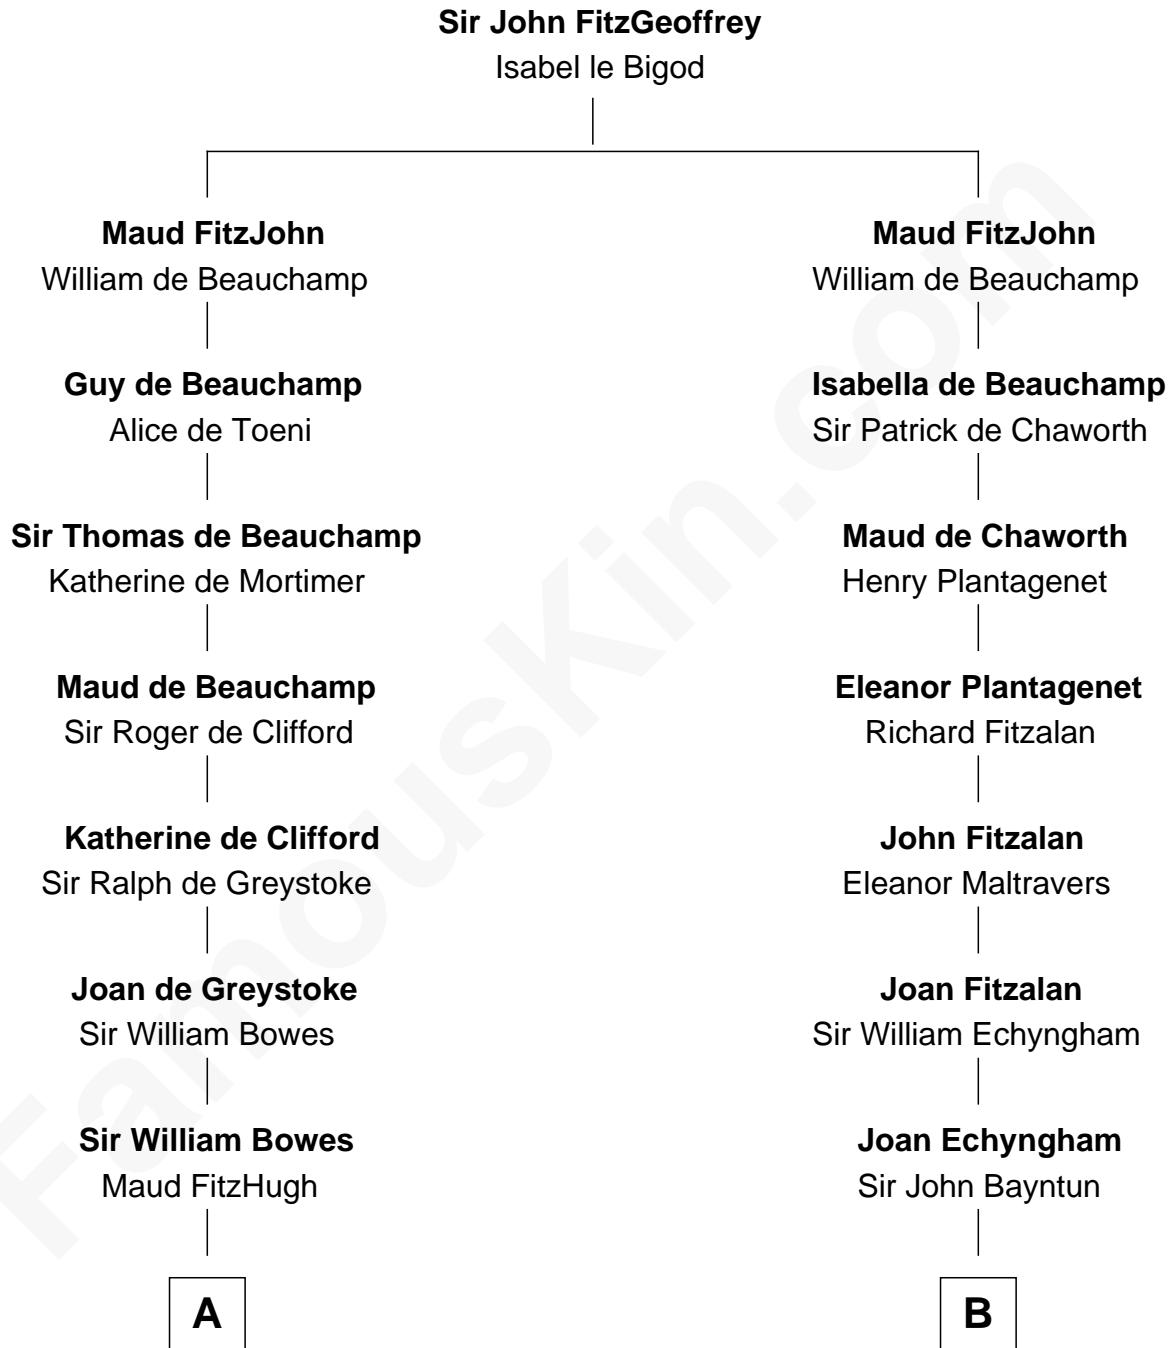 Sir John FitzGeoffrey
Isabel le Bigod
Maud FitzJohn
William de Beauchamp
Maud FitzJohn
William de Beauchamp
Guy de Beauchamp
Alice de Toeni
Isabella de Beauchamp
Sir Patrick de Chaworth
Sir Thomas de Beauchamp
Katherine de Mortimer
Maud de Chaworth
Henry Plantagenet
Maud de Beauchamp
Sir Roger de Clifford
Eleanor Plantagenet
Richard Fitzalan
Katherine de Clifford
Sir Ralph de Greystoke
John Fitzalan
Eleanor Maltravers
Joan de Greystoke
Sir William Bowes
Joan Fitzalan
Sir William Echyngham
Sir William Bowes
Maud FitzHugh
Joan Echyngham
Sir John Bayntun
A
B
FamousKin.com